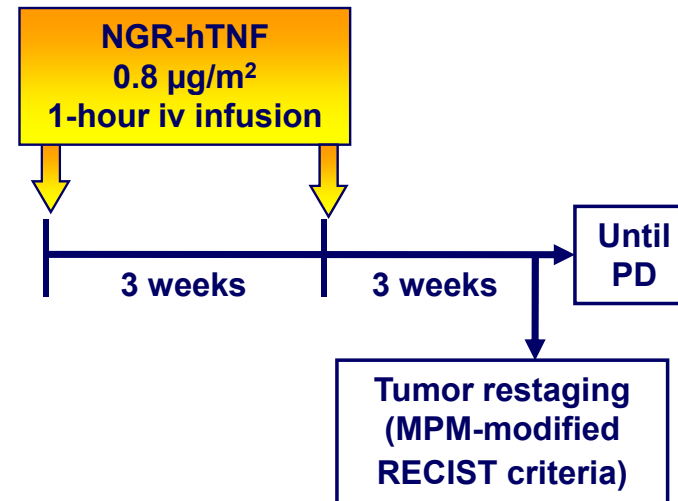 NGR-hTNF
0.8 µg/m²
1-hour iv infusion
3 weeks
3 weeks
Until
PD
Tumor restaging
(MPM-modified
RECIST criteria)